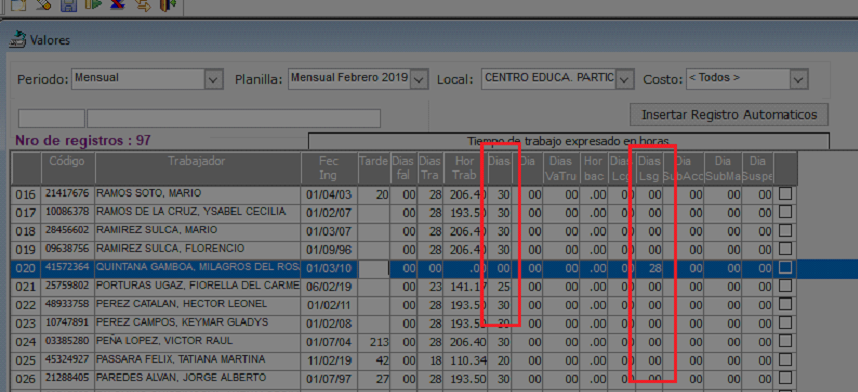 Valores
Periodo: Mensual Planilla: Mensual Febrero 2019 Local: CENTRO EDUCA. PARTIC Costo: < Todos >
Insertar Registro Automaticos
Nro de registros : 97 Tiempo de trabajo expresado en horas
Código Trabajador Fec Ing Tarde Dias fal Dias Tra Hor Trab Dias Dia Dias VaTru Hor bac Dias Lcg Dias Lsg Dia SubAcc Dia SubMa Dia Suspe
016 21417676 RAMOS SOTO, MARIO 01/04/03 20 00 28 206.40 30 00 00 .00 00 00 00 00 00
017 10086378 RAMOS DE LA CRUZ, YSABEL CECILIA 01/02/07 00 28 193.50 30 00 00 .00 00 00 00 00 00
018 28456602 RAMIREZ SULCA, MARIO 01/03/07 00 28 206.40 30 00 00 .00 00 00 00 00 00
019 09638756 RAMIREZ SULCA, FLORENCIO 01/09/96 00 28 206.40 30 00 00 .00 00 00 00 00 00
020 41572364 QUINTANA GAMBOA, MILAGROS DEL ROS. 01/03/10 00 00 .00 00 00 00 .00 00 28 00 00 00
021 25759802 PORTURAS UGAZ, FIORELLA DEL CARME 06/02/19 00 23 141.17 25 00 00 .00 00 00 00 00 00
022 48933758 PEREZ CATALAN, HECTOR LEONEL 01/02/11 00 28 193.50 30 00 00 .00 00 00 00 00 00
023 10747891 PEREZ CAMPOS, KEYMAR GLADYS 01/02/08 00 28 193.50 30 00 00 .00 00 00 00 00 00
024 03385280 PEÑA LOPEZ, VICTOR RAUL 01/07/04 213 00 28 206.40 30 00 00 .00 00 00 00 00 00
025 45324927 PASSARA FELIX, TATIANA MARTINA 11/02/19 42 00 18 110.34 20 00 00 .00 00 00 00 00 00
026 21288405 PAREDES ALVAN, JORGE ALBERTO 01/07/97 27 00 28 193.50 30 00 00 .00 00 00 00 00 00